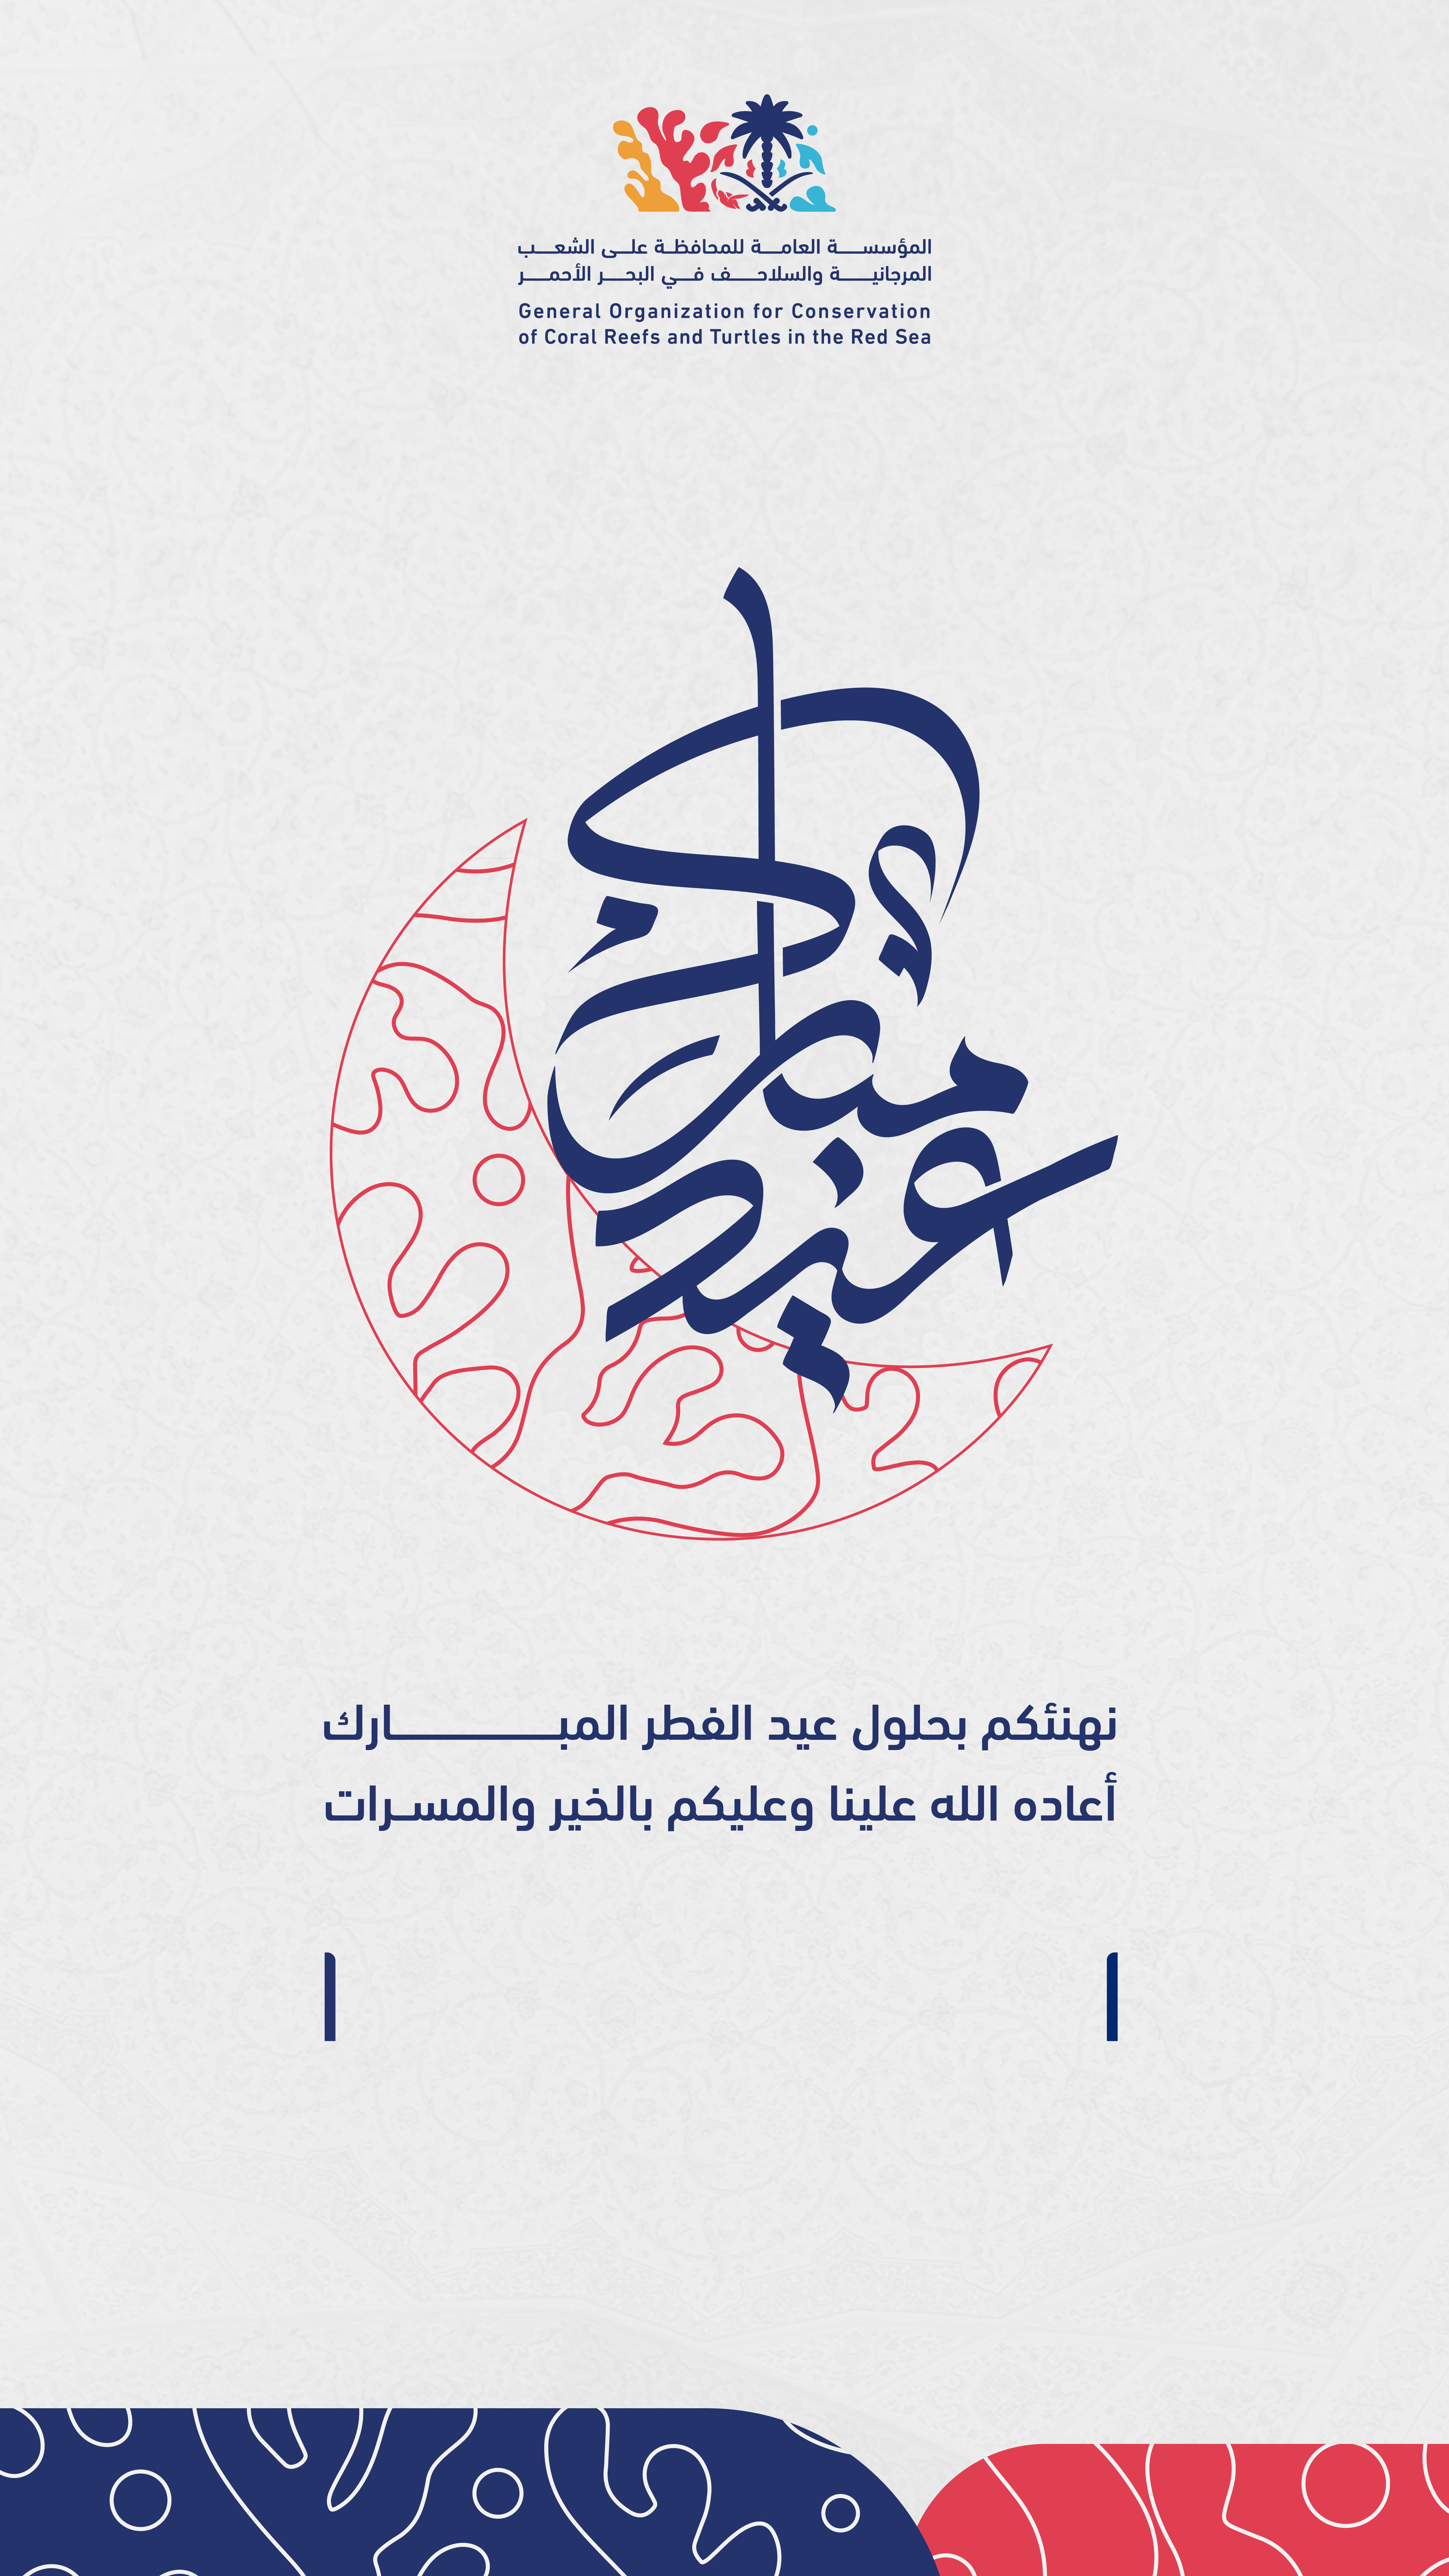 المؤسسة العامة للمحافظة على الشعب
المرجانية والسلاحف في البحر الأحمر
General Organization for Conservation
of Coral Reefs and Turtles in the Red Sea
عيد مبارك
نهنئكم بحلول عيد الفطر المبارك
أعاده الله علينا وعليكم بالخير والمسرات